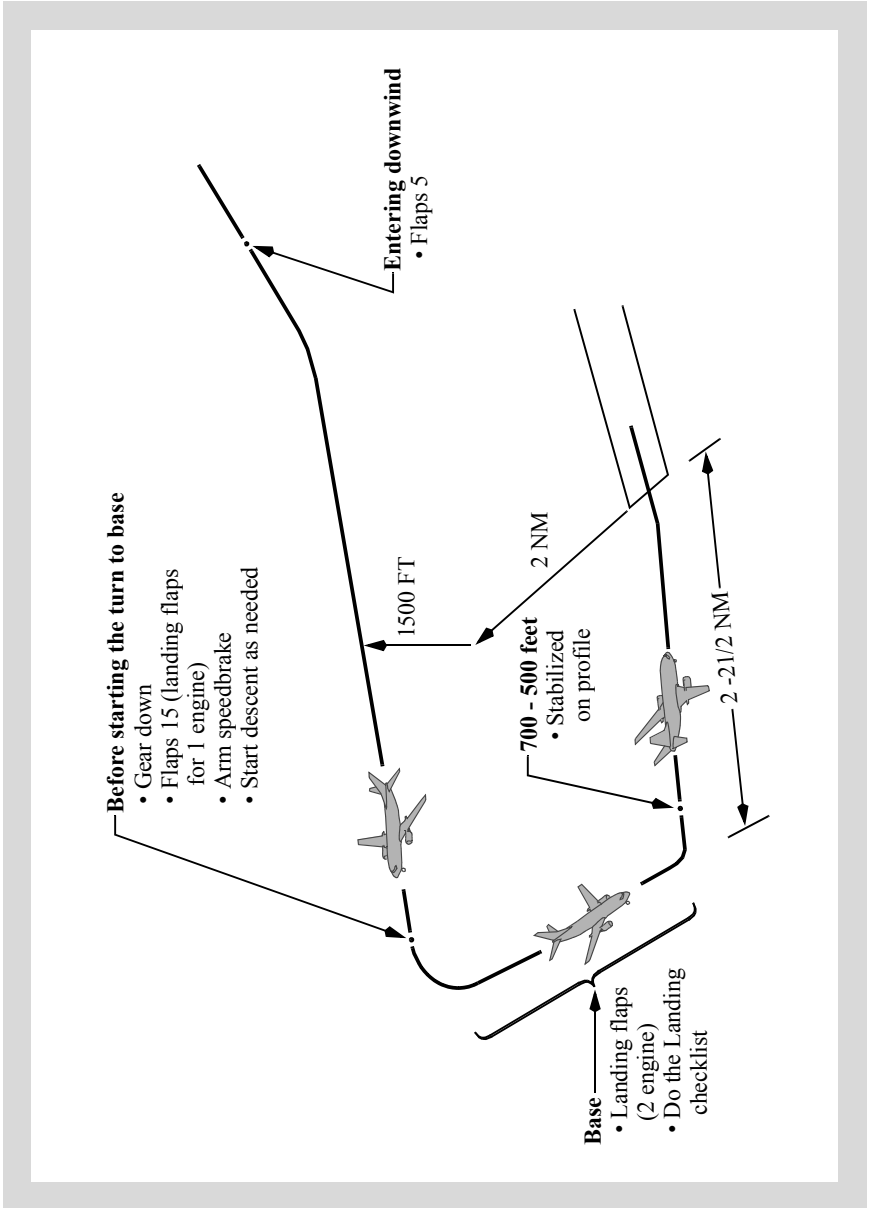 Entering downwind
• Flaps 5
Before starting the turn to base
• Gear down
• Flaps 15 (landing flaps
for 1 engine)
• Arm speedbrake
• Start descent as needed
1500 FT
2 NM
700 - 500 feet
• Stabilized
on profile
2 -21/2 NM
Base
• Landing flaps
(2 engine)
• Do the Landing
checklist